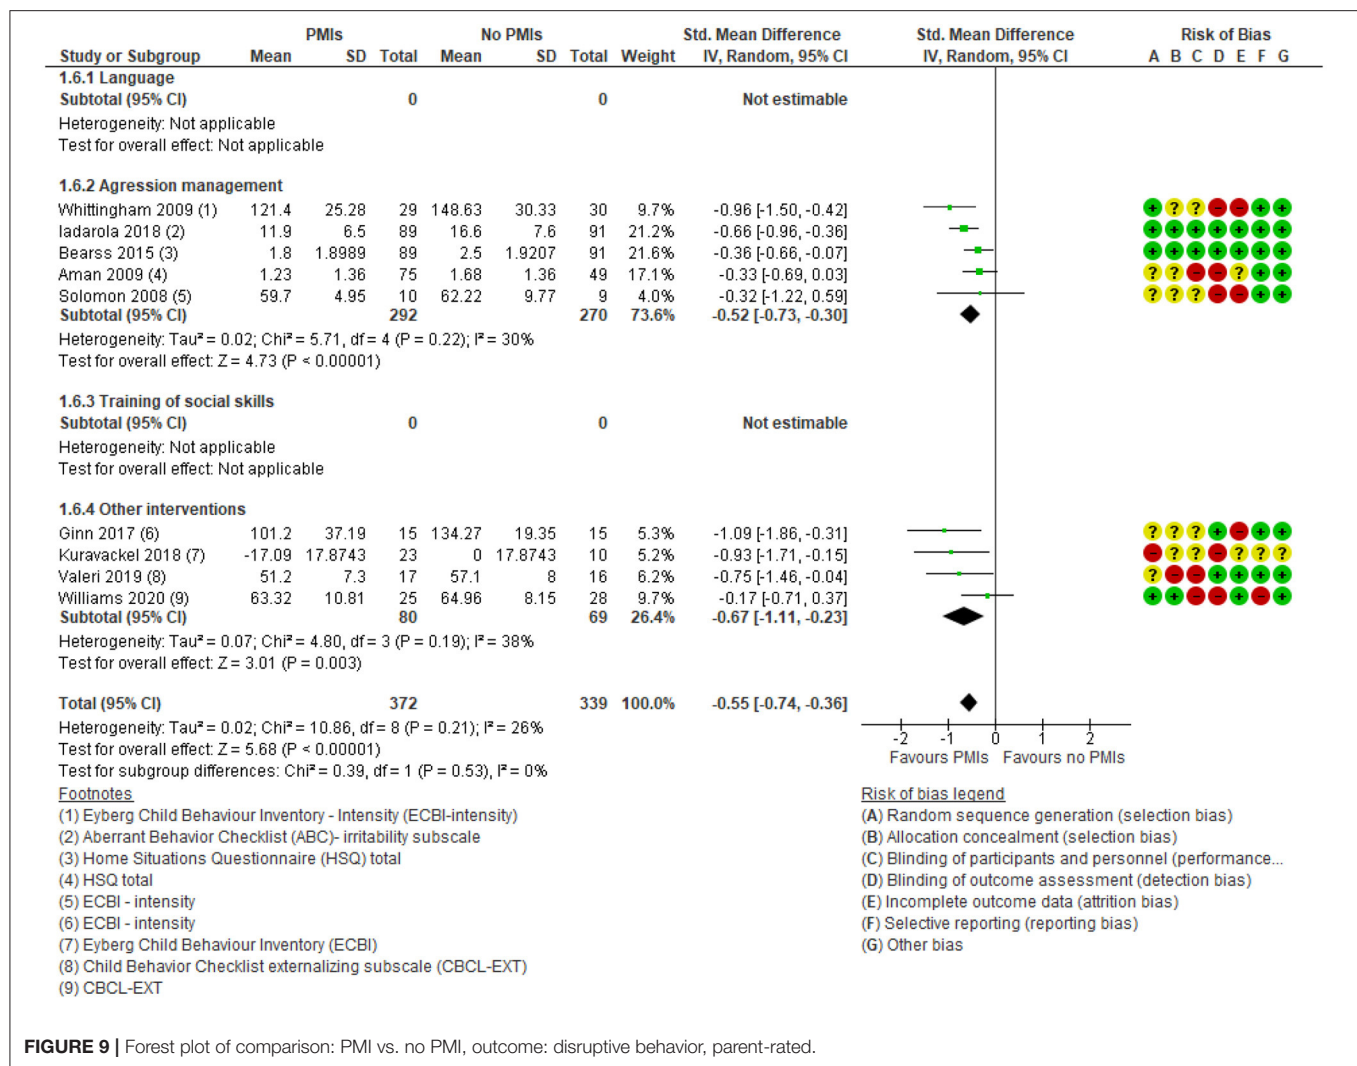 PMIs No PMIs Std. Mean Difference Std. Mean Difference Risk of Bias
Study or Subgroup Mean SD Total Mean SD Total Weight IV, Random, 95% CI IV, Random, 95% CI A B C D E F G
1.6.1 Language
Subtotal (95% CI) 0 0 Not estimable
Heterogeneity: Not applicable
Test for overall effect: Not applicable
1.6.2 Agression management
Whittingham 2009 (1) 121.4 25.28 29 148.63 30.33 30 9.7% -0.96 [-1.50, -0.42] + ? ? - - + +
Iadarola 2018 (2) 11.9 6.5 89 16.6 7.6 91 21.2% -0.66 [-0.96, -0.36] + + + + + + +
Bearss 2015 (3) 1.8 1.8989 89 2.5 1.9207 91 21.6% -0.36 [-0.66, -0.07] + + + + + + +
Aman 2009 (4) 1.23 1.36 75 1.68 1.36 49 17.1% -0.33 [-0.69, 0.03] ? ? - - ? + +
Solomon 2008 (5) 59.7 4.95 10 62.22 9.77 9 4.0% -0.32 [-1.22, 0.59] ? ? ? - - + +
Subtotal (95% CI) 292 270 73.6% -0.52 [-0.73, -0.30]
Heterogeneity: Tau² = 0.02; Chi² = 5.71, df = 4 (P = 0.22); I² = 30%
Test for overall effect: Z = 4.73 (P < 0.00001)
1.6.3 Training of social skills
Subtotal (95% CI) 0 0 Not estimable
Heterogeneity: Not applicable
Test for overall effect: Not applicable
1.6.4 Other interventions
Ginn 2017 (6) 101.2 37.19 15 134.27 19.35 15 5.3% -1.09 [-1.86, -0.31] ? ? ? + - + +
Kuravackel 2018 (7) -17.09 17.8743 23 0 17.8743 10 5.2% -0.93 [-1.71, -0.15] - ? ? - ? ? ?
Valeri 2019 (8) 51.2 7.3 17 57.1 8 16 6.2% -0.75 [-1.46, -0.04] ? - - + + + +
Williams 2020 (9) 63.32 10.81 25 64.96 8.15 28 9.7% -0.17 [-0.71, 0.37] + + - - + - +
Subtotal (95% CI) 80 69 26.4% -0.67 [-1.11, -0.23]
Heterogeneity: Tau² = 0.07; Chi² = 4.80, df = 3 (P = 0.19); I² = 38%
Test for overall effect: Z = 3.01 (P = 0.003)
Total (95% CI) 372 339 100.0% -0.55 [-0.74, -0.36]
Heterogeneity: Tau² = 0.02; Chi² = 10.86, df = 8 (P = 0.21); I² = 26%
Test for overall effect: Z = 5.68 (P < 0.00001)
Test for subgroup differences: Chi² = 0.39, df = 1 (P = 0.53), I² = 0%
-2 -1 0 1 2
Favours PMIs Favours no PMIs
Footnotes
(1) Eyberg Child Behaviour Inventory - Intensity (ECBI-intensity)
(2) Aberrant Behavior Checklist (ABC)- irritability subscale
(3) Home Situations Questionnaire (HSQ) total
(4) HSQ total
(5) ECBI - intensity
(6) ECBI - intensity
(7) Eyberg Child Behaviour Inventory (ECBI)
(8) Child Behavior Checklist externalizing subscale (CBCL-EXT)
(9) CBCL-EXT
Risk of bias legend
(A) Random sequence generation (selection bias)
(B) Allocation concealment (selection bias)
(C) Blinding of participants and personnel (performance...
(D) Blinding of outcome assessment (detection bias)
(E) Incomplete outcome data (attrition bias)
(F) Selective reporting (reporting bias)
(G) Other bias
FIGURE 9 | Forest plot of comparison: PMI vs. no PMI, outcome: disruptive behavior, parent-rated.